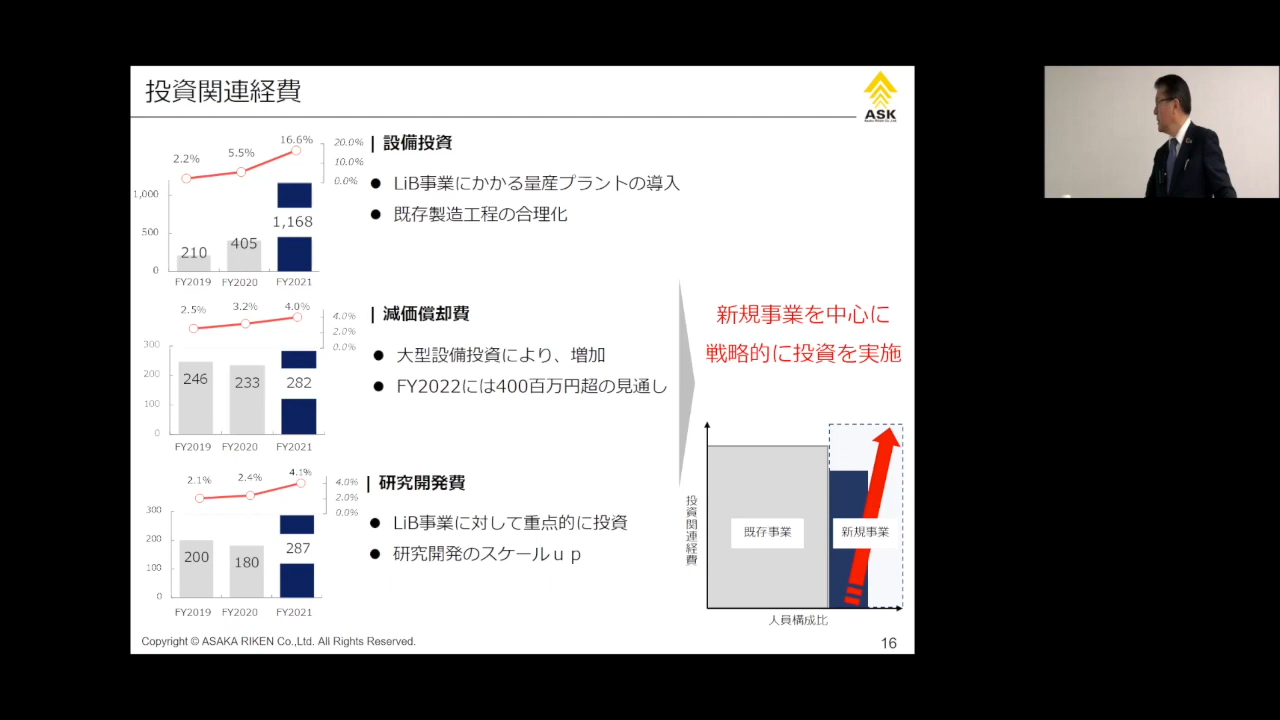 投資関連経費
ASK
設備投資
2.2%
5.5%
16.6%
20.0%
10.0%
0.0%
1,000
500
0
210
405
1,168
FY2019
FY2020
FY2021
● LiB事業にかかる量産プラントの導入
● 既存製造工程の合理化
減価償却費
2.5%
3.2%
4.0%
4.0%
2.0%
0.0%
300
200
100
0
246
233
282
FY2019
FY2020
FY2021
● 大型設備投資により、増加
● FY2022には400百万円超の見通し
研究開発費
2.1%
2.4%
4.1%
4.0%
2.0%
0.0%
300
200
100
0
200
180
287
FY2019
FY2020
FY2021
● LiB事業に対して重点的に投資
● 研究開発のスケールｕｐ
新規事業を中心に
戦略的に投資を実施
投資関連経費
既存事業
新規事業
人員構成比
Copyright © ASAKA RIKEN Co.,Ltd. All Rights Reserved.
16